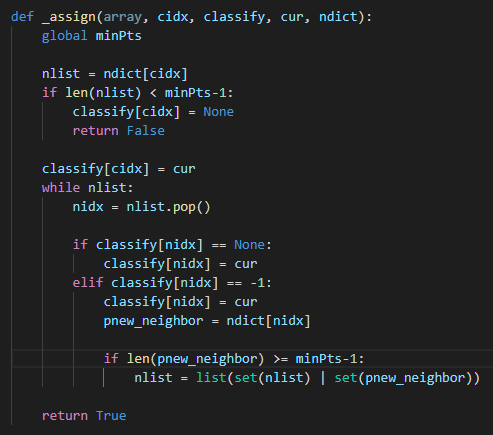 def _assign(array, cidx, classify, cur, ndict):
    global minPts

    nlist = ndict[cidx]
    if len(nlist) < minPts-1:
        classify[cidx] = None
        return False

    classify[cidx] = cur
    while nlist:
        nidx = nlist.pop()

        if classify[nidx] == None:
            classify[nidx] = cur
        elif classify[nidx] == -1:
            classify[nidx] = cur
            pnew_neighbor = ndict[nidx]

            if len(pnew_neighbor) >= minPts-1:
                nlist = list(set(nlist) | set(pnew_neighbor))

    return True